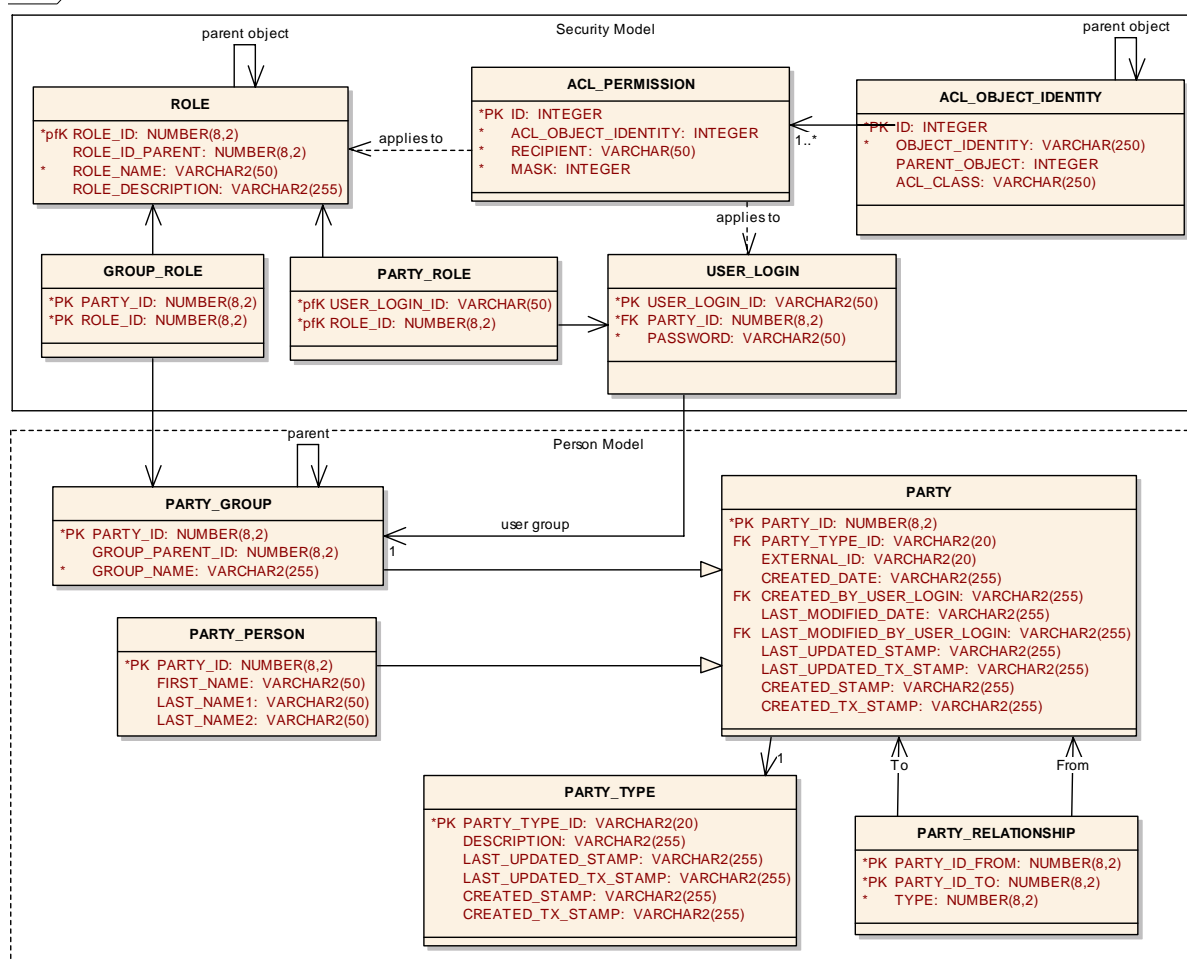 Security Model
parent object
ROLE
*pfK ROLE_ID: NUMBER(8,2)
ROLE_ID_PARENT: NUMBER(8,2)
* ROLE_NAME: VARCHAR2(50)
ROLE_DESCRIPTION: VARCHAR2(255)
applies to
ACL_PERMISSION
*PK ID: INTEGER
* ACL_OBJECT_IDENTITY: INTEGER
* RECIPIENT: VARCHAR(50)
* MASK: INTEGER
1..*
parent object
ACL_OBJECT_IDENTITY
*PK ID: INTEGER
* OBJECT_IDENTITY: VARCHAR(250)
PARENT_OBJECT: INTEGER
ACL_CLASS: VARCHAR(250)
applies to
GROUP_ROLE
*PK PARTY_ID: NUMBER(8,2)
*PK ROLE_ID: NUMBER(8,2)
PARTY_ROLE
*pfK USER_LOGIN_ID: VARCHAR(50)
*pfK ROLE_ID: NUMBER(8,2)
USER_LOGIN
*PK USER_LOGIN_ID: VARCHAR2(50)
*FK PARTY_ID: NUMBER(8,2)
* PASSWORD: VARCHAR2(50)
Person Model
parent
PARTY_GROUP
*PK PARTY_ID: NUMBER(8,2)
GROUP_PARENT_ID: NUMBER(8,2)
* GROUP_NAME: VARCHAR2(255)
user group
1
PARTY
*PK PARTY_ID: NUMBER(8,2)
FK PARTY_TYPE_ID: VARCHAR2(20)
EXTERNAL_ID: VARCHAR2(20)
CREATED_DATE: VARCHAR2(255)
FK CREATED_BY_USER_LOGIN: VARCHAR2(255)
LAST_MODIFIED_DATE: VARCHAR2(255)
FK LAST_MODIFIED_BY_USER_LOGIN: VARCHAR2(255)
LAST_UPDATED_STAMP: VARCHAR2(255)
LAST_UPDATED_TX_STAMP: VARCHAR2(255)
CREATED_STAMP: VARCHAR2(255)
CREATED_TX_STAMP: VARCHAR2(255)
PARTY_PERSON
*PK PARTY_ID: NUMBER(8,2)
FIRST_NAME: VARCHAR2(50)
LAST_NAME1: VARCHAR2(50)
LAST_NAME2: VARCHAR2(50)
1
To
From
PARTY_TYPE
*PK PARTY_TYPE_ID: VARCHAR2(20)
DESCRIPTION: VARCHAR2(255)
LAST_UPDATED_STAMP: VARCHAR2(255)
LAST_UPDATED_TX_STAMP: VARCHAR2(255)
CREATED_STAMP: VARCHAR2(255)
CREATED_TX_STAMP: VARCHAR2(255)
PARTY_RELATIONSHIP
*PK PARTY_ID_FROM: NUMBER(8,2)
*PK PARTY_ID_TO: NUMBER(8,2)
* TYPE: NUMBER(8,2)